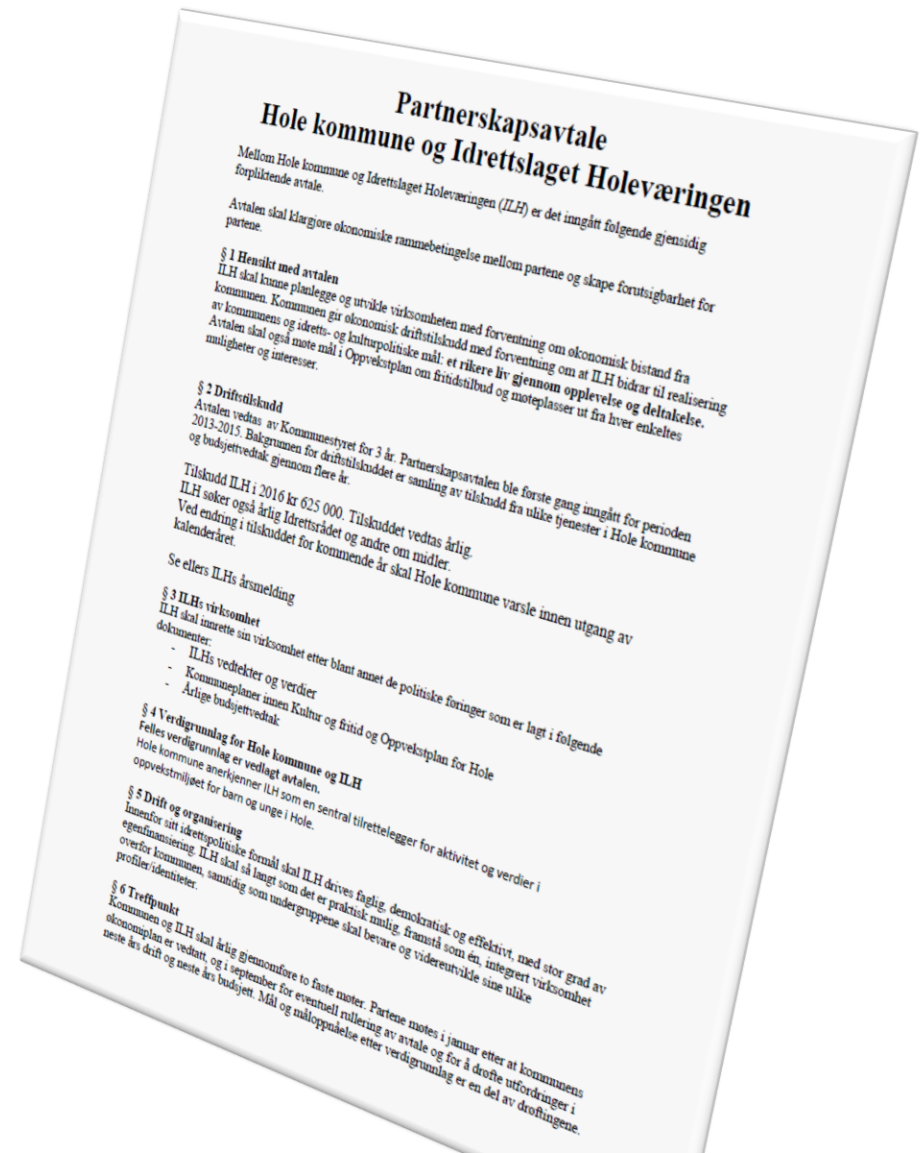 Partnerskapsavtale
Hole kommune og Idrettslaget Holeværingen
Mellom Hole kommune og Idrettslaget Holeværingen (ILH) er det inngått følgende gjensidig
forpliktende avtale.
Avtalen skal klargjøre økonomiske rammebetingelse mellom partene og skape forutsigbarhet for
partene.
§ 1 Hensikt med avtalen
ILH skal kunne planlegge og utvikle virksomheten med forventning om økonomisk bistand fra
kommunen. Kommunen gir økonomisk driftstilskudd med forventning om at ILH bidrar til realisering
av kommunens og idretts- og kulturpolitiske mål: et rikere liv gjennom opplevelse og deltakelse.
Avtalen skal også møte mål i Oppvekstplan om fritidstilbud og møteplasser ut fra hver enkeltes
muligheter og interesser.
§ 2 Driftstilskudd
Avtalen vedtas av Kommunestyret for 3 år. Partnerskapsavtalen ble første gang inngått for perioden
2013-2015. Bakgrunnen for driftstilskuddet er samling av tilskudd fra ulike tjenester i Hole kommune
og budsjettvedtak gjennom flere år.
Tilskudd ILH i 2016 kr 625 000. Tilskuddet vedtas årlig.
ILH søker også årlig Idrettsrådet og andre om midler.
Ved endring i tilskuddet for kommende år skal Hole kommune varsle innen utgang av
kalenderåret.
Se ellers ILHs årsmelding
§ 3 ILHs virksomhet
ILH skal innrette sin virksomhet etter blant annet de politiske føringer som er lagt i følgende
dokumenter:
- ILHs vedtekter og verdier
- Kommuneplaner innen Kultur og fritid og Oppvekstplan for Hole
- Årlige budsjettvedtak
§ 4 Verdigrunnlag for Hole kommune og ILH
Felles verdigrunnlag er vedlagt avtalen.
Hole kommune anerkjenner ILH som en sentral tilrettelegger for aktivitet og verdier i
oppvekstmiljøet for barn og unge i Hole.
§ 5 Drift og organisering
Innenfor sitt idrettspolitiske formål skal ILH drives faglig, demokratisk og effektivt, med stor grad av
egenfinansiering. ILH skal så langt som det er praktisk mulig, framstå som én, integrert virksomhet
overfor kommunen, samtidig som undergruppene skal bevare og videreutvikle sine ulike
profiler/identiteter.
§ 6 Treffpunkt
Kommunen og ILH skal årlig gjennomføre to faste møter. Partene møtes i januar etter at kommunens
økonomiplan er vedtatt, og i september for eventuell rullering av avtale og for å drøfte utfordringer i
neste års drift og neste års budsjett. Mål og måloppnåelse etter verdigrunnlag er en del av drøftingene.